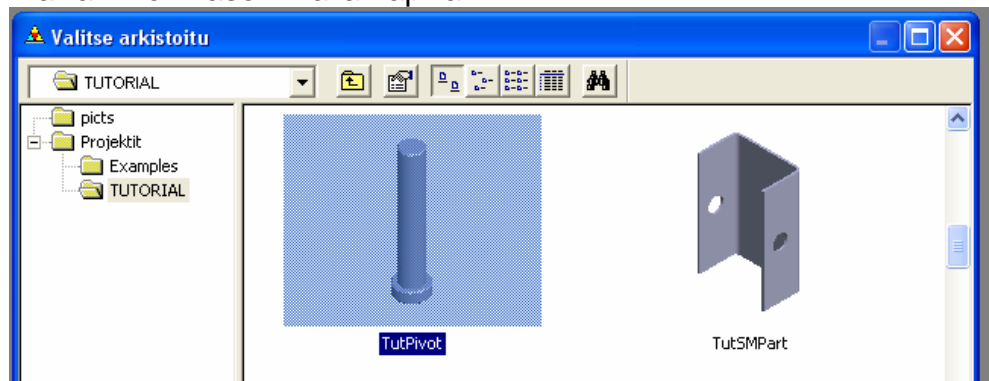 Valitse arkistoitu
TUTORIAL
picts
Projektit
Examples
TUTORIAL
TutPivot
TutSMPart